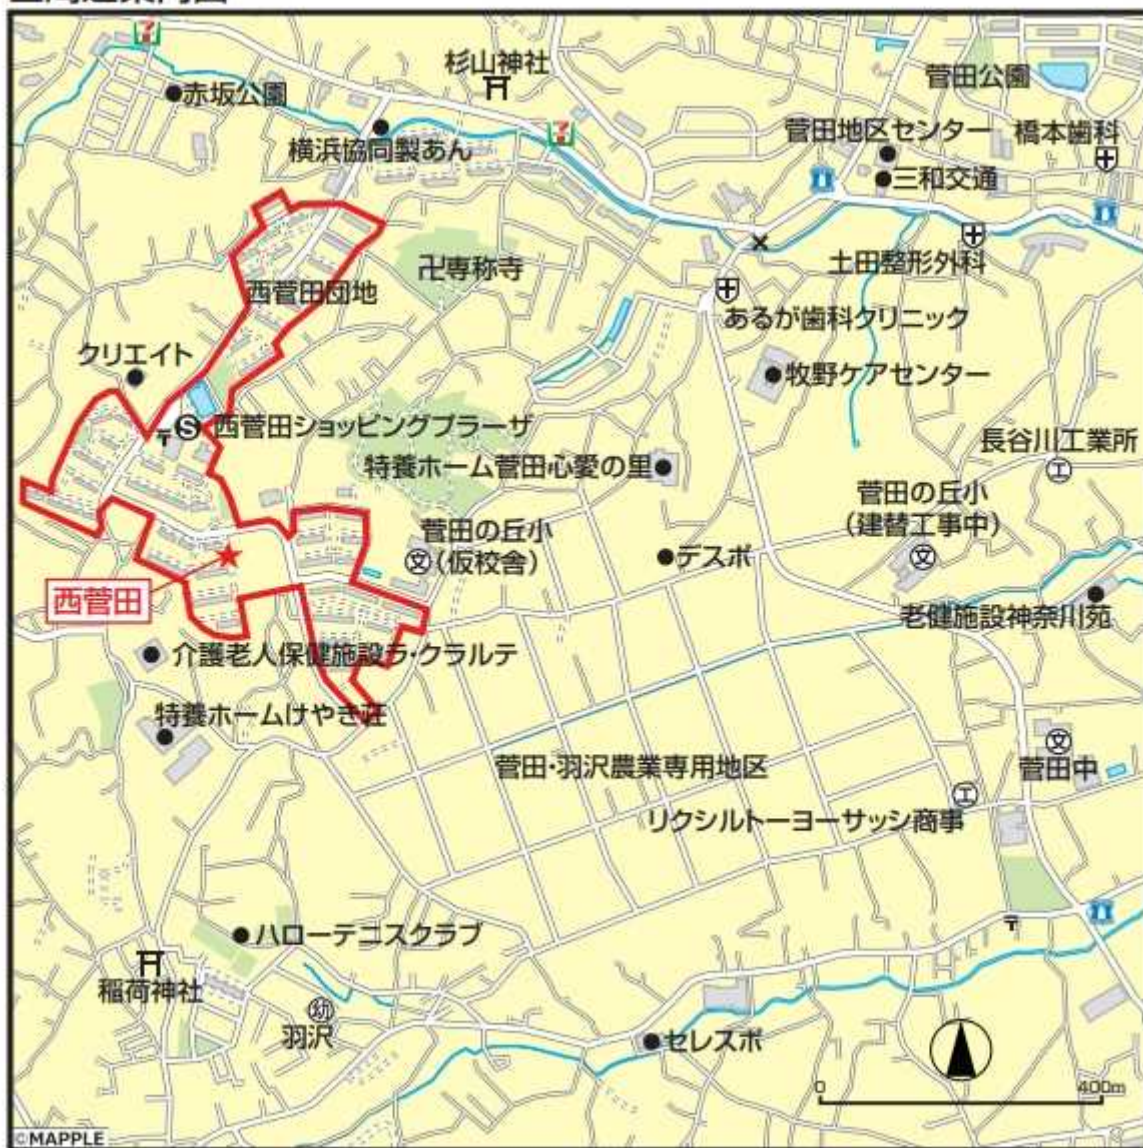 杉山神社
菅田公園
赤坂公園
菅田地区センター
橋本歯科
横浜協同製あん
三和交通
卍専称寺
土田整形外科
西菅田団地
あるが歯科クリニック
クリエイト
牧野ケアセンター
S
西菅田ショッピングプラーザ
長谷川工業所
特養ホーム菅田心愛の里
工
菅田の丘小
(建替工事中)
菅田の丘小
(仮校舎)
文
文
デスポ
西菅田
老健施設神奈川苑
介護老人保健施設ラ・クラルテ
特養ホームけやき荘
文
菅田・羽沢農業専用地区
菅田中
工
リクシルトーヨーサッシ商事
ハローテニスクラブ
稲荷神社
幼
羽沢
セレスポ
0
400m
©MAPPLE